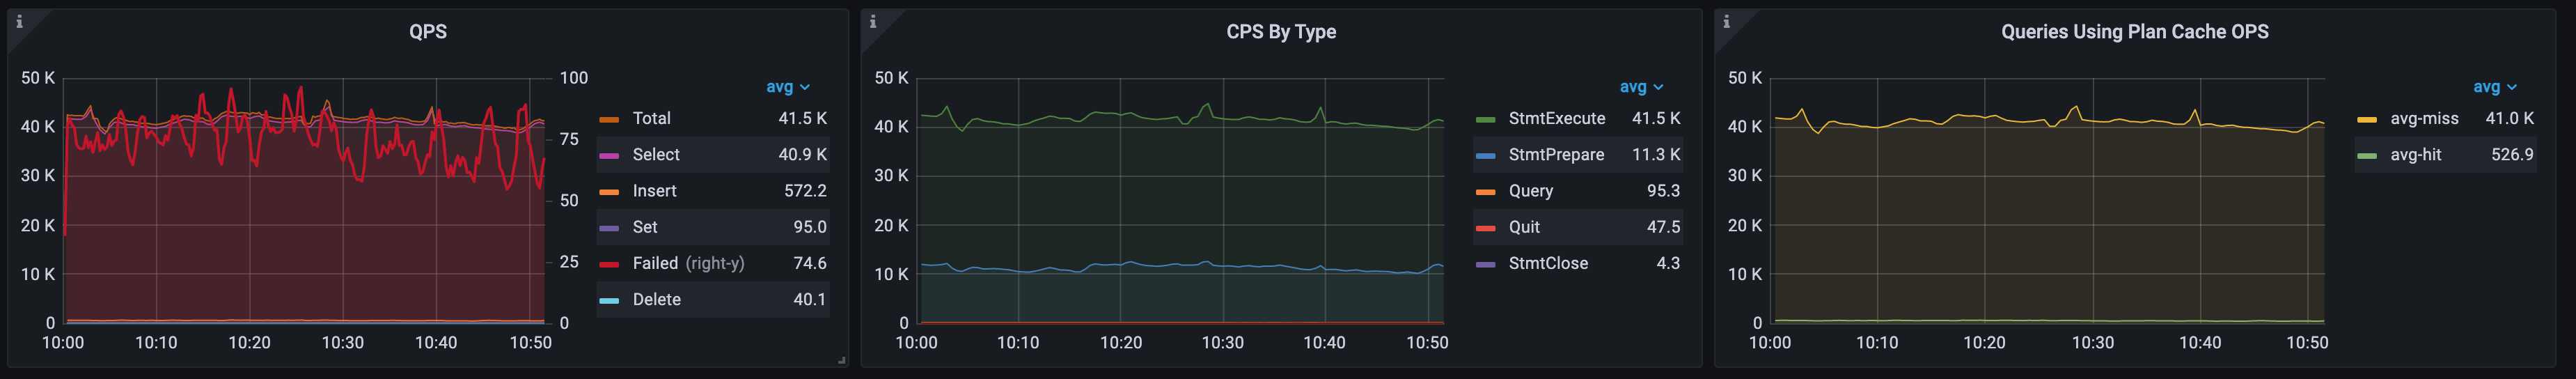 QPS
50 K
40 K
30 K
20 K
10 K
0
100
75
50
25
0
10:00 10:10 10:20 10:30 10:40 10:50
avg
Total 41.5 K
Select 40.9 K
Insert 572.2
Set 95.0
Failed (right-y) 74.6
Delete 40.1
CPS By Type
50 K
40 K
30 K
20 K
10 K
0
10:00 10:10 10:20 10:30 10:40 10:50
avg
StmtExecute 41.5 K
StmtPrepare 11.3 K
Query 95.3
Quit 47.5
StmtClose 4.3
Queries Using Plan Cache OPS
50 K
40 K
30 K
20 K
10 K
0
10:00 10:10 10:20 10:30 10:40 10:50
avg
avg-miss 41.0 K
avg-hit 526.9